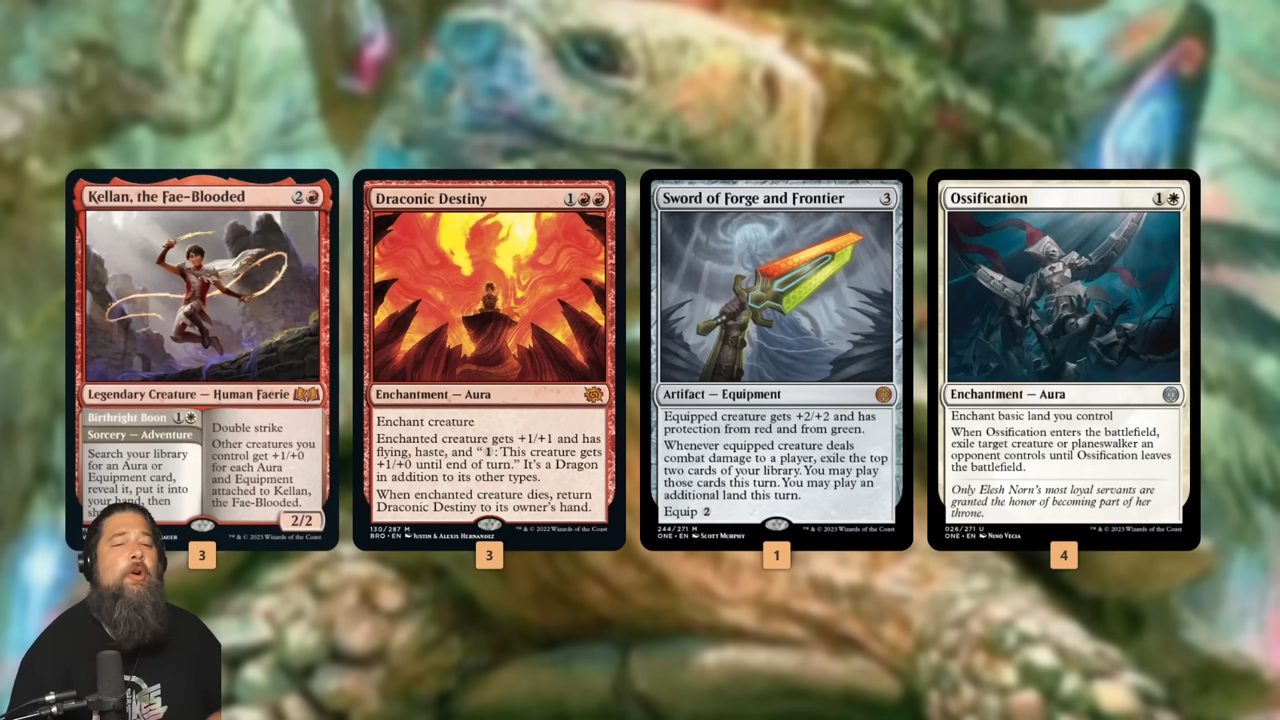 Kellan, the Fae-Blooded 2
Legendary Creature — Human Faerie
Birthright Boon 1
Sorcery — Adventure
Search your library
for an Aura or
Equipment card,
reveal it, put it into
your hand, then
Double strike
Other creatures you
control get +1/+0
for each Aura
and Equipment
attached to Kellan,
the Fae-Blooded.
2/2
™ & © 2023 Wizards of the Coast
3
Draconic Destiny 1
Enchantment — Aura
Enchant creature
Enchanted creature gets +1/+1 and has
flying, haste, and “1: This creature gets
+1/+0 until end of turn.” It’s a Dragon
in addition to its other types.
When enchanted creature dies, return
Draconic Destiny to its owner’s hand.
130/287 M
BRO • EN Justin & Alexis Hernandez
™ & © 2022 Wizards of the Coast
3
Sword of Forge and Frontier 3
Artifact — Equipment
Equipped creature gets +2/+2 and has
protection from red and from green.
Whenever equipped creature deals
combat damage to a player, exile the top
two cards of your library. You may play
those cards this turn. You may play an
additional land this turn.
Equip 2
244/271 M
ONE • EN Scott Murphy
™ & © 2023 Wizards of the Coast
1
Ossification 1
Enchantment — Aura
Enchant basic land you control
When Ossification enters the battlefield,
exile target creature or planeswalker an
opponent controls until Ossification leaves
the battlefield.
Only Elesh Norn’s most loyal servants are
granted the honor of becoming part of her
throne.
026/271 U
ONE • EN Nino Vecia
™ & © 2023 Wizards of the Coast
4